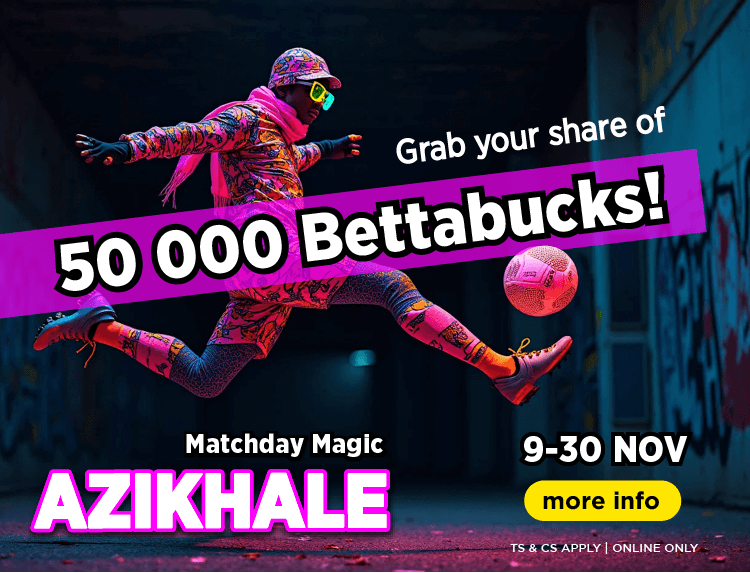 Grab your share of
50 000 Bettabucks!
Matchday Magic
AZIKHALE
9-30 NOV
more info
TS & CS APPLY | ONLINE ONLY